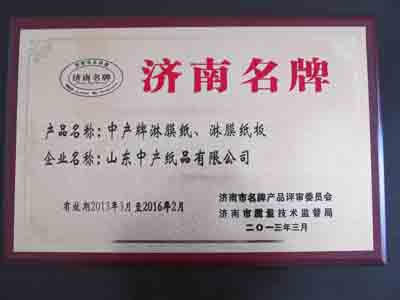 济南名牌
济南名牌
产品名称：中产牌淋膜纸、淋膜纸板
企业名称：山东中产纸品有限公司
有效期2013年3月至2016年2月
济南市名牌产品评审委员会
济南市质量技术监督局
二〇一三年三月